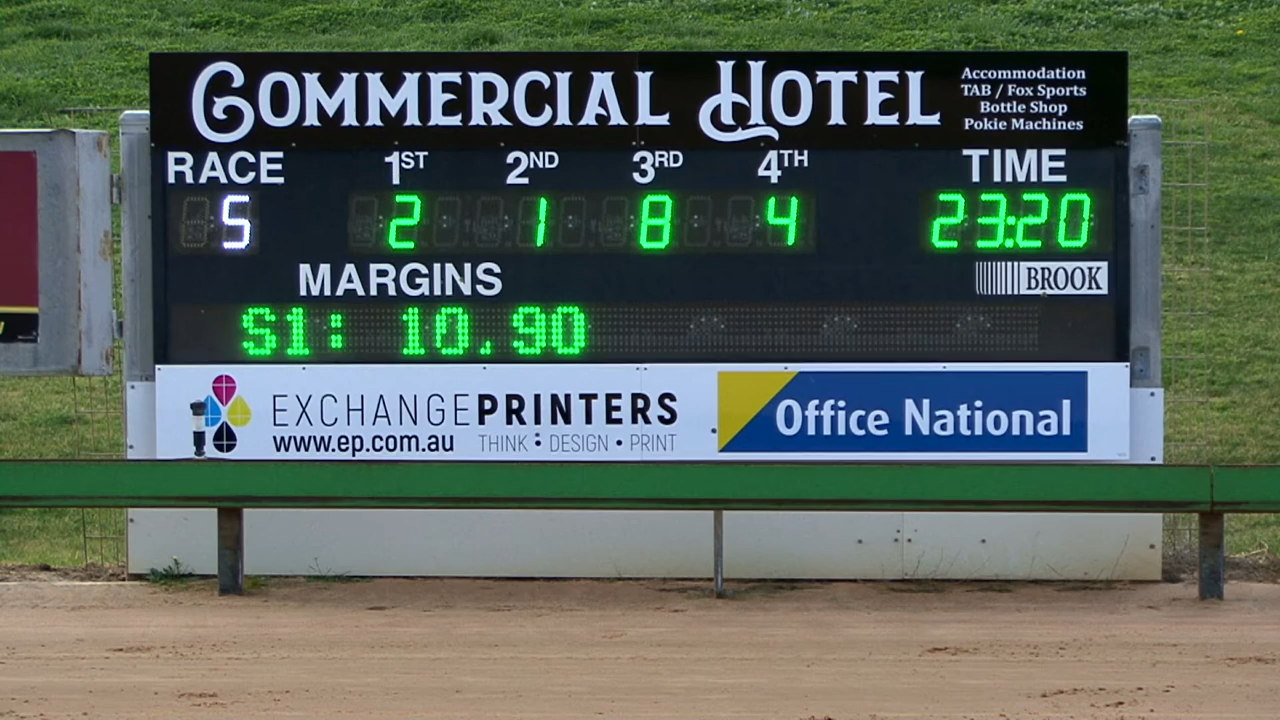 COMMERCIAL HOTEL
Accommodation
TAB / Fox Sports
Bottle Shop
Pokie Machines
RACE 1ST 2ND 3RD 4TH TIME
5 2 1 8 4 23:20
MARGINS
BROOK
S1: 10.90
EXCHANGEPRINTERS
www.ep.com.au THINK • DESIGN • PRINT
Office National